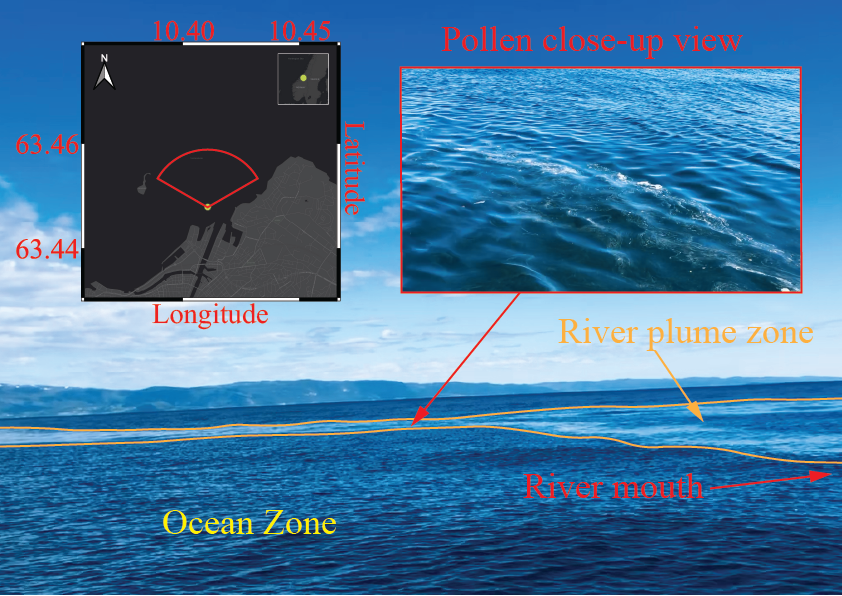 10.40 10.45
Pollen close-up view
N
63.46
Latitude
63.44
Longitude
River plume zone
River mouth
Ocean Zone